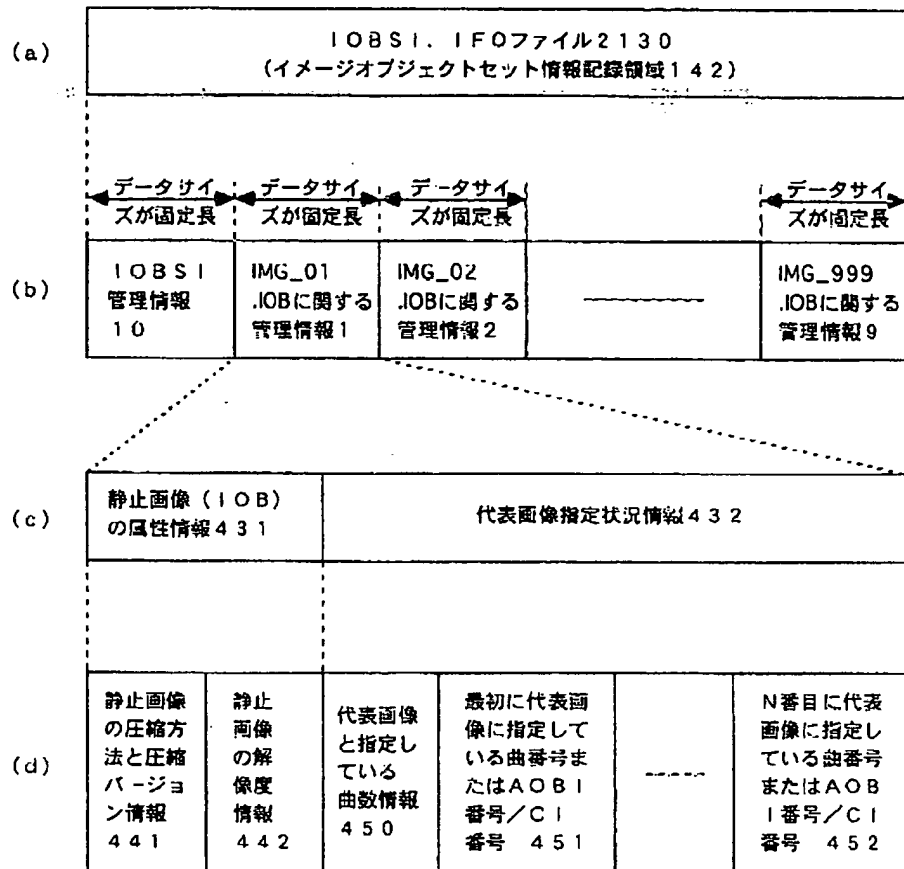 (a)
IOBSI.IFOファイル2130
(イメージオブジェクトセット情報記録領域142)
データサイ
ズが固定長
データサイ
ズが固定長
データサイ
ズが固定長
データサイ
ズが固定長
(b)
IOBSI
管理情報
10
IMG_01
.IOBに関する
管理情報1
IMG_02
.IOBに関する
管理情報2
IMG_999
.IOBに関する
管理情報9
(c)
静止画像(IOB)
の属性情報431
代表画像指定状況情報432
(d)
静止画像
の圧縮方
法と圧縮
バージョ
ン情報
441
静止
画像
の解
像度
情報
442
代表画像
と指定し
ている
曲数情報
450
最初に代表画
像に指定して
いる曲番号ま
たはAOBI
番号/CI
番号 451
N番目に代表
画像に指定し
ている曲番号
またはAOB
I番号/CI
番号 452